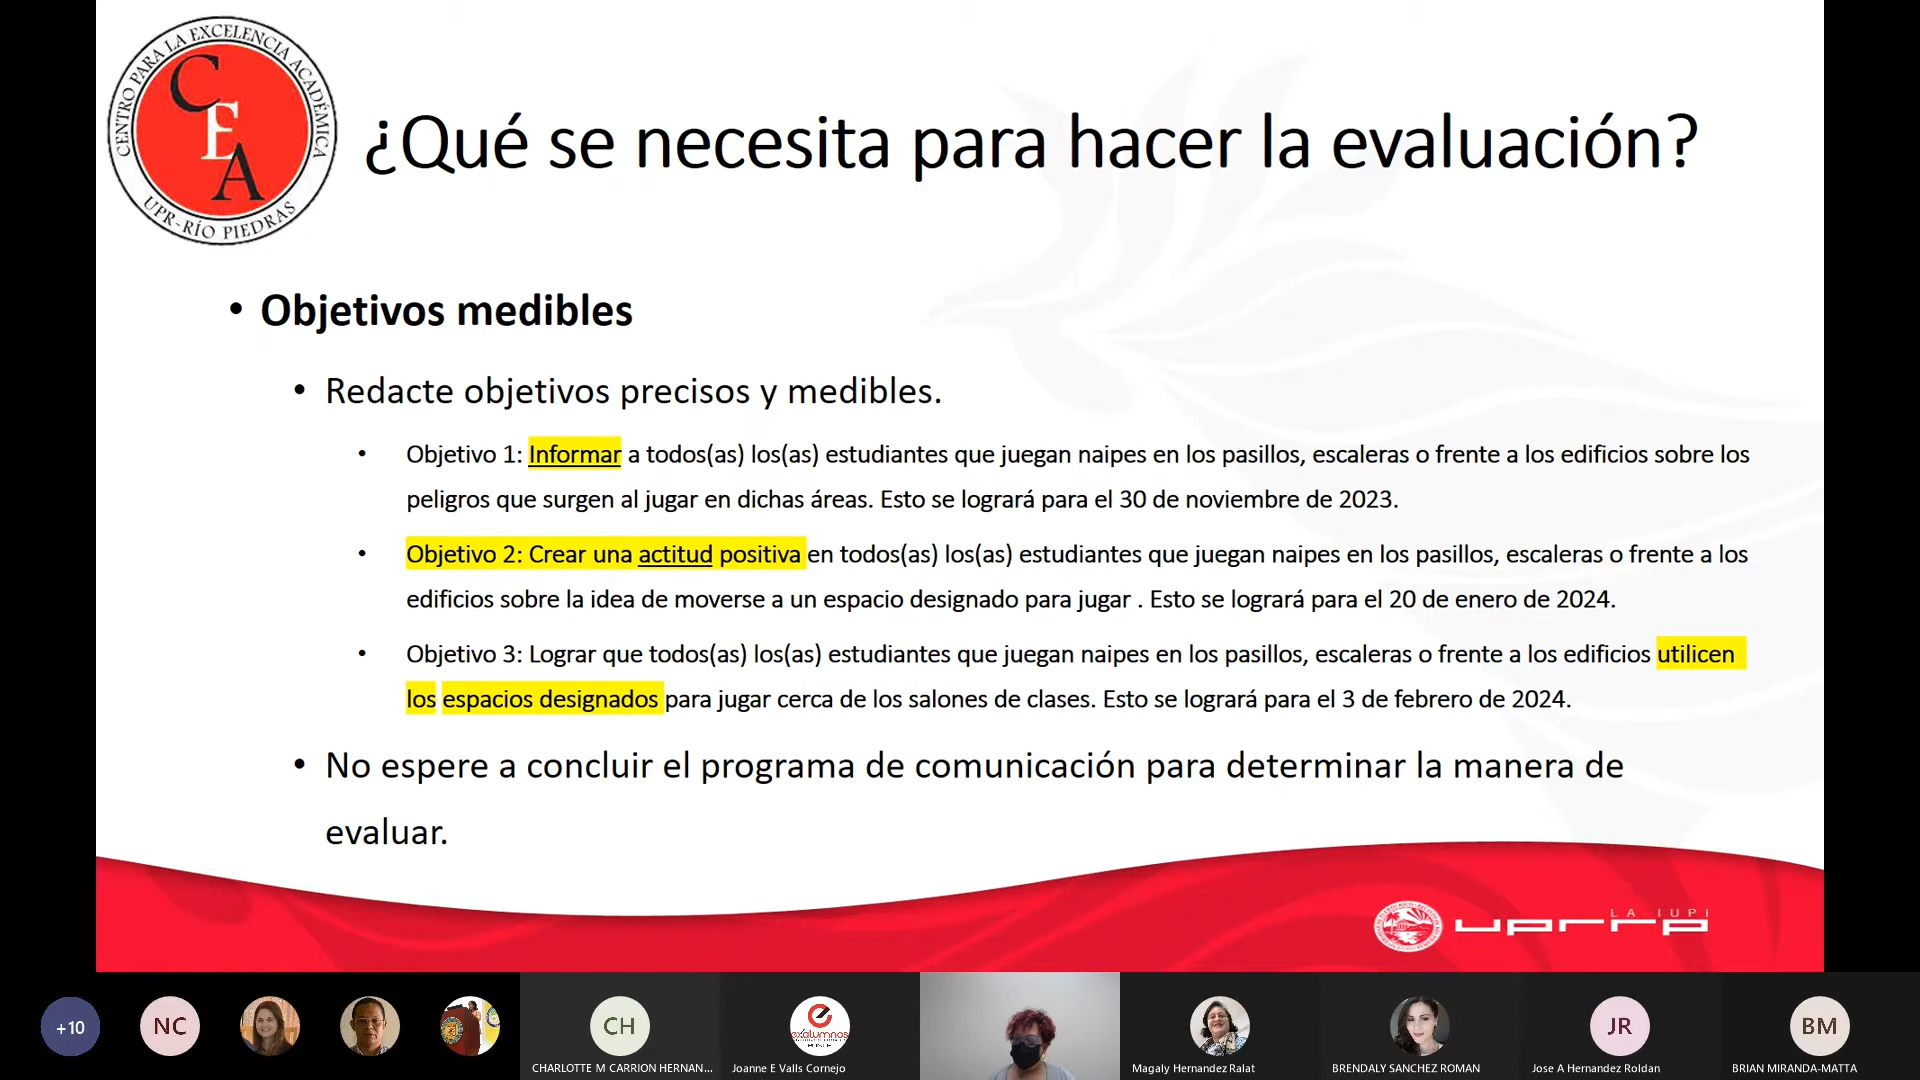 CENTRO PARA LA EXCELENCIA ACADÉMICA
CEA
UPR-RÍO PIEDRAS
¿Qué se necesita para hacer la evaluación?
• Objetivos medibles
• Redacte objetivos precisos y medibles.
• Objetivo 1: Informar a todos(as) los(as) estudiantes que juegan naipes en los pasillos, escaleras o frente a los edificios sobre los
peligros que surgen al jugar en dichas áreas. Esto se logrará para el 30 de noviembre de 2023.
• Objetivo 2: Crear una actitud positiva en todos(as) los(as) estudiantes que juegan naipes en los pasillos, escaleras o frente a los
edificios sobre la idea de moverse a un espacio designado para jugar . Esto se logrará para el 20 de enero de 2024.
• Objetivo 3: Lograr que todos(as) los(as) estudiantes que juegan naipes en los pasillos, escaleras o frente a los edificios utilicen
los espacios designados para jugar cerca de los salones de clases. Esto se logrará para el 3 de febrero de 2024.
• No espere a concluir el programa de comunicación para determinar la manera de
evaluar.
LA IUPI
uprrp
+10
NC
CH
exalumnos
JR
BM
CHARLOTTE M CARRION HERNAN...
Joanne E Valls Cornejo
Magaly Hernandez Ralat
BRENDALY SANCHEZ ROMAN
Jose A Hernandez Roldan
BRIAN MIRANDA-MATTA